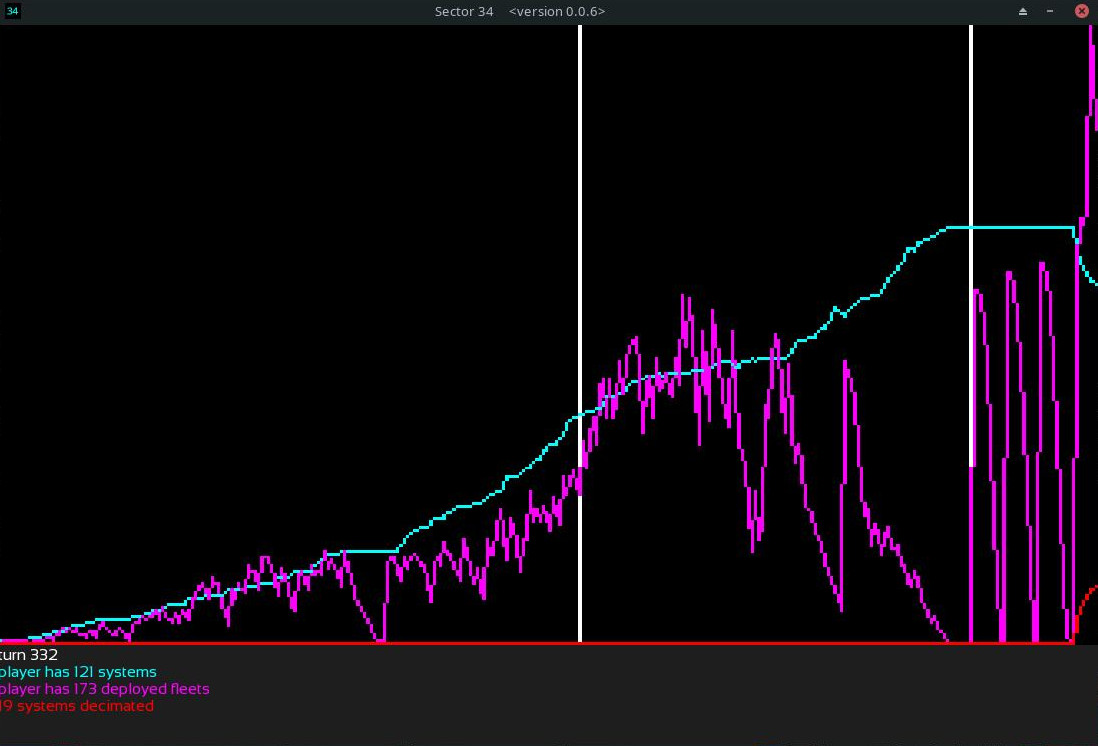 34
Sector 34 <version 0.0.6>
turn 332
player has 121 systems
player has 173 deployed fleets
19 systems decimated